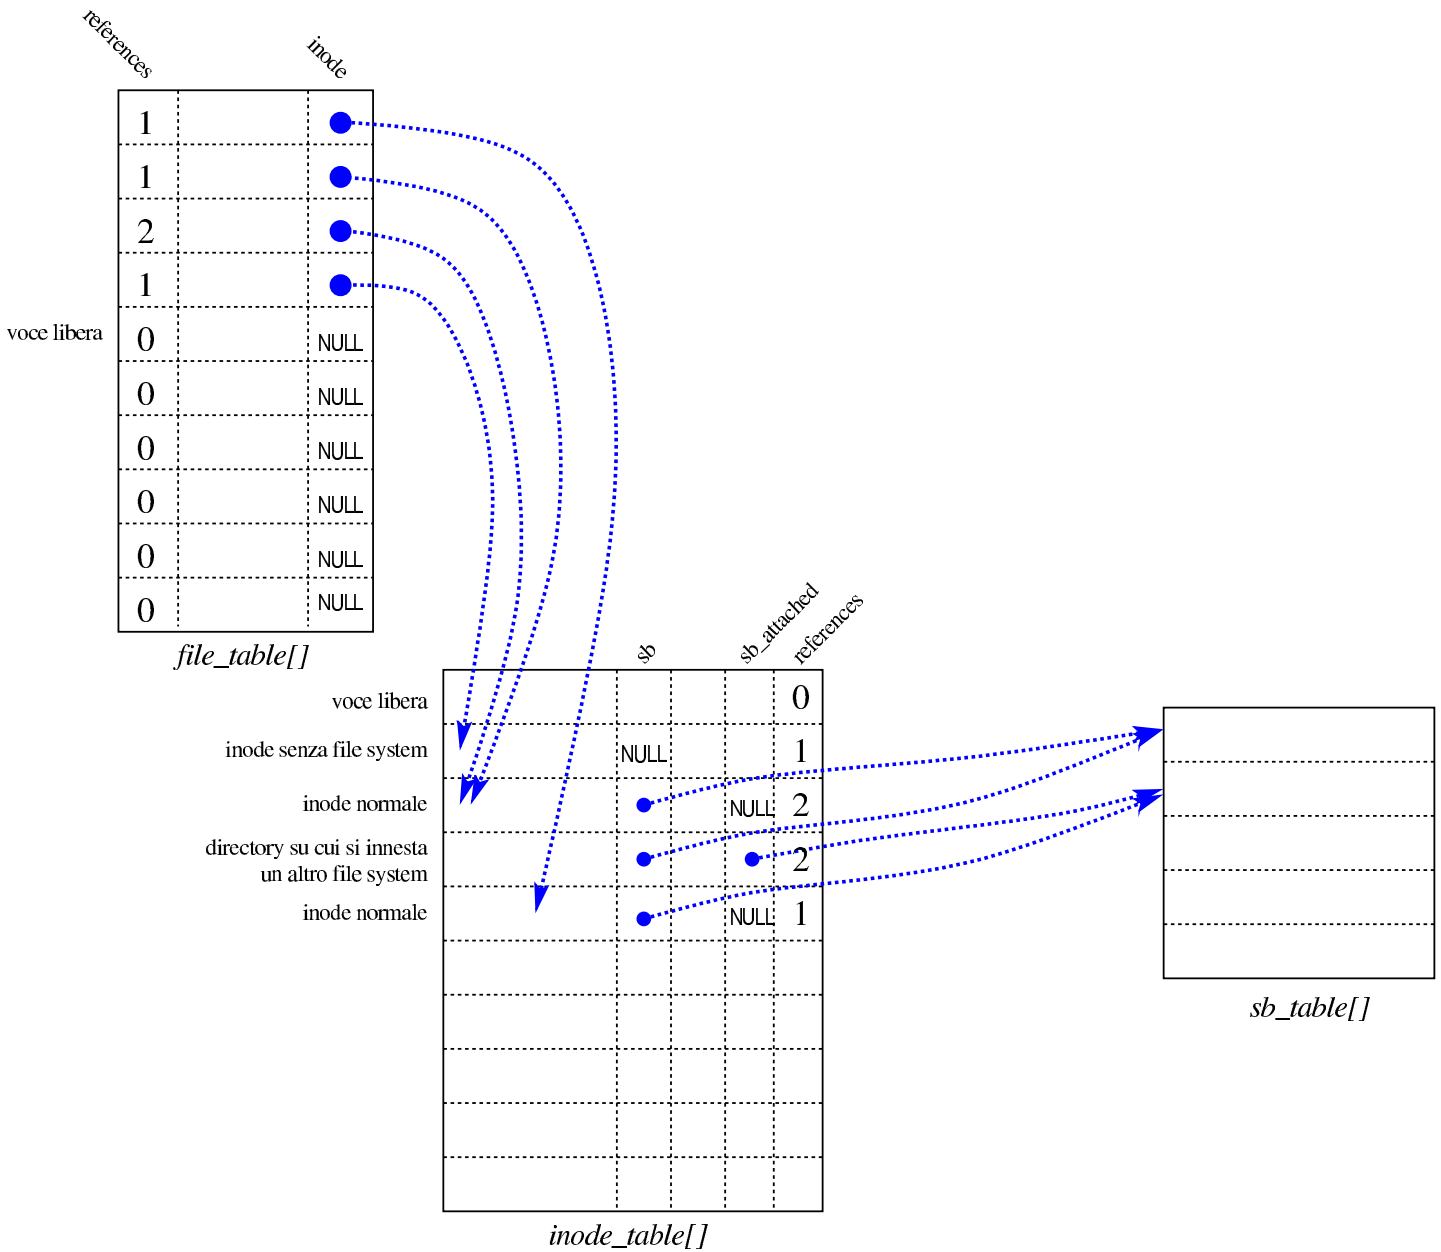 references inode
1
1
2
1
voce libera 0 NULL
0 NULL
0 NULL
0 NULL
0 NULL
0 NULL
file_table[]
sb sb_attached references
voce libera 0
inode senza file system NULL 1
inode normale NULL 2
directory su cui si innesta
un altro file system 2
inode normale NULL 1
sb_table[]
inode_table[]